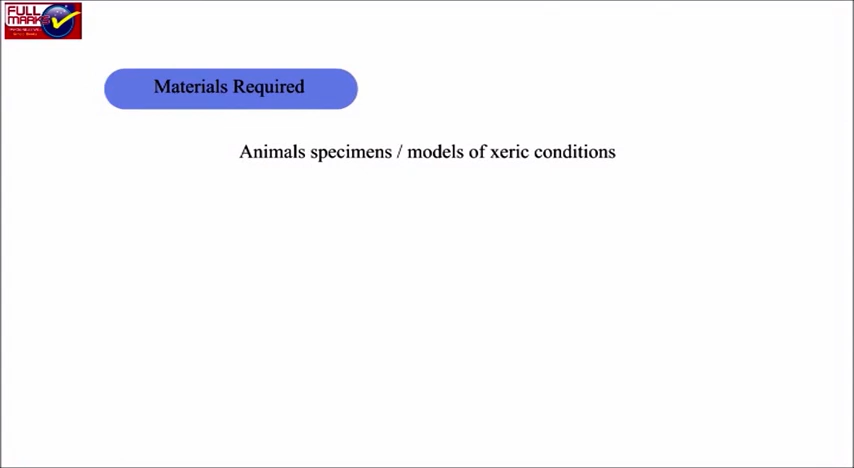 FULL
MARKS
Materials Required
Animals specimens / models of xeric conditions